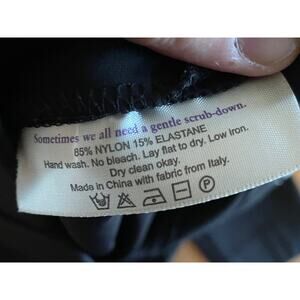 Sometimes we all need a gentle scrub-down.
85% NYLON 15% ELASTANE
Hand wash. No bleach. Lay flat to dry. Low iron.
Dry clean okay.
Made in China with fabric from Italy.
P